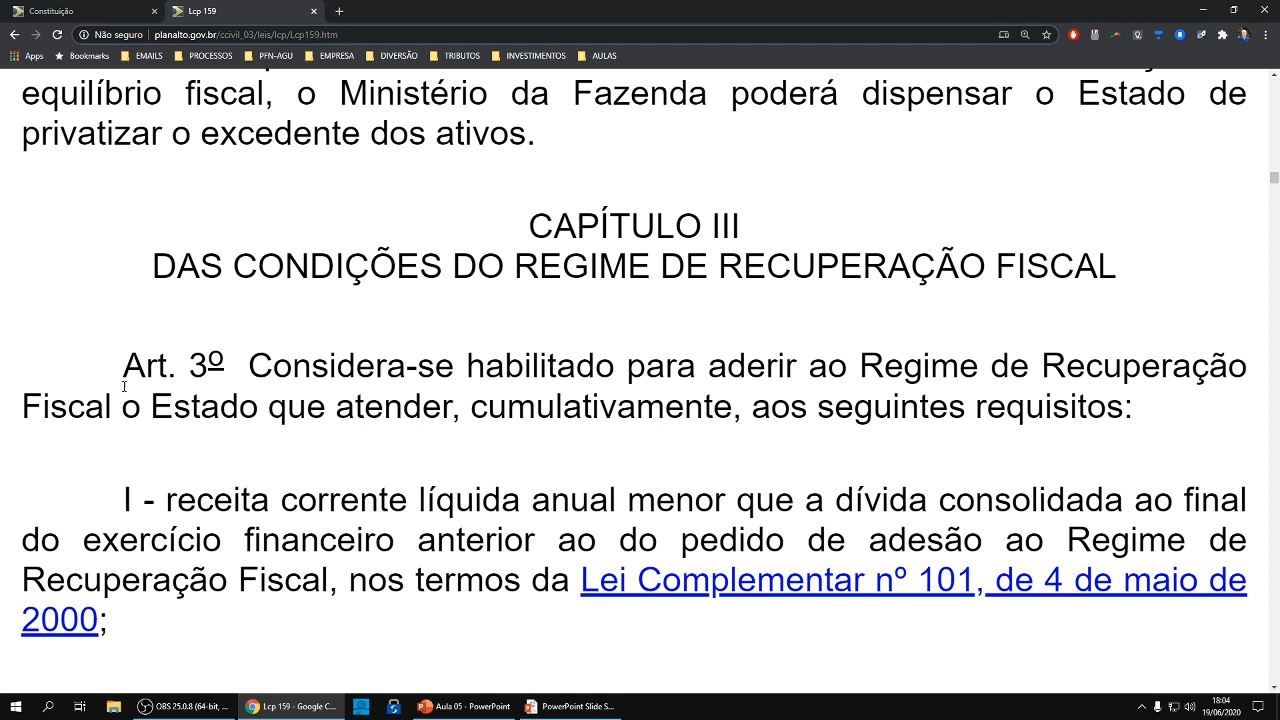 Constituição
Lcp 159
Não seguro | planalto.gov.br/ccivil_03/leis/lcp/Lcp159.htm
Apps
Bookmarks
EMAILS
PROCESSOS
PFN-AGU
EMPRESA
DIVERSÃO
TRIBUTOS
INVESTIMENTOS
AULAS
equilíbrio fiscal, o Ministério da Fazenda poderá dispensar o Estado de
privatizar o excedente dos ativos.
CAPÍTULO III
DAS CONDIÇÕES DO REGIME DE RECUPERAÇÃO FISCAL
Art. 3º Considera-se habilitado para aderir ao Regime de Recuperação
Fiscal o Estado que atender, cumulativamente, aos seguintes requisitos:
I - receita corrente líquida anual menor que a dívida consolidada ao final
do exercício financeiro anterior ao do pedido de adesão ao Regime de
Recuperação Fiscal, nos termos da Lei Complementar nº 101, de 4 de maio de
2000;
OBS 25.0.8 (64-bit, ...
Lcp 159 - Google C...
Aula 05 - PowerPoint
PowerPoint Slide S...
18:04
19/06/2020